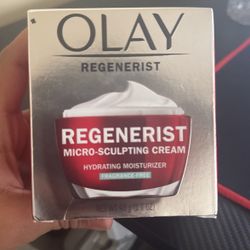 OLAY
REGENERIST
REGENERIST
MICRO-SCULPTING CREAM
HYDRATING MOISTURIZER
FRAGRANCE-FREE